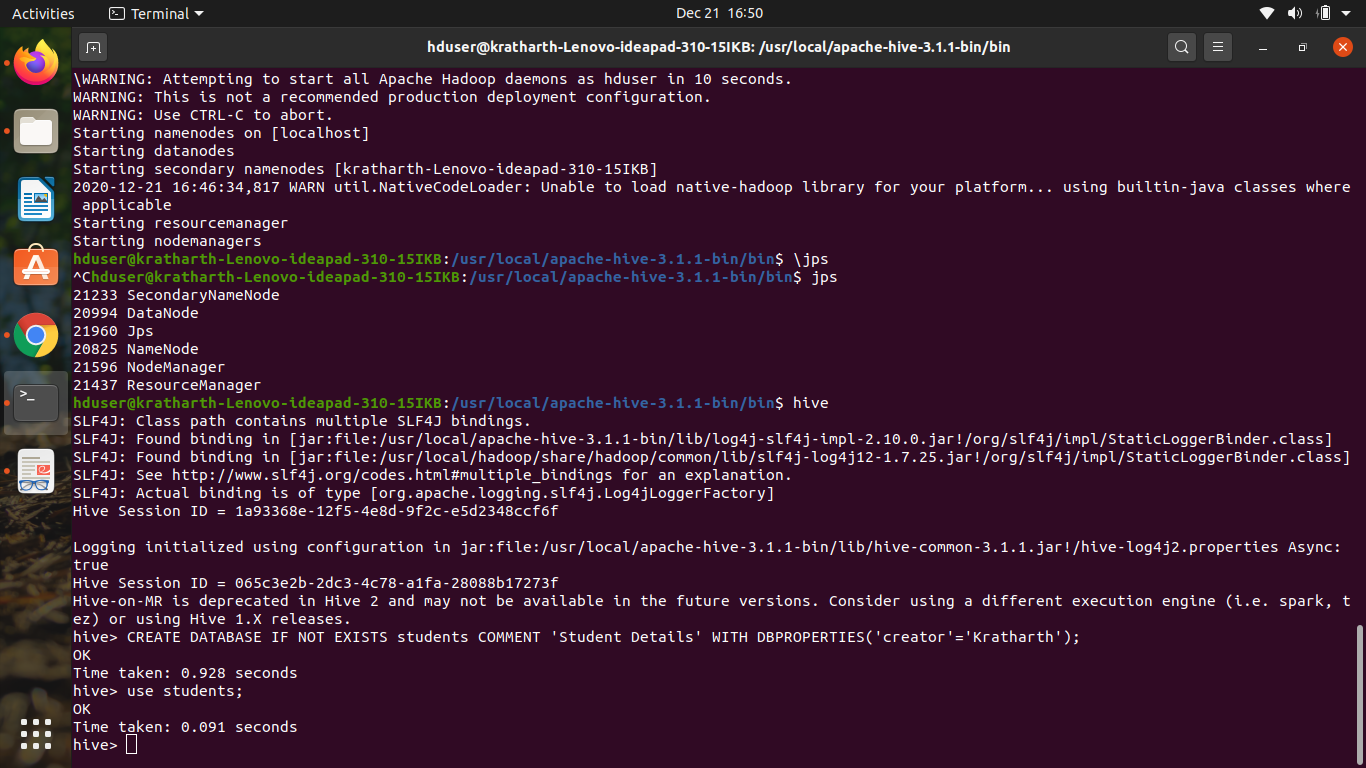 Activities
Terminal
Dec 21 16:50
hduser@kratharth-Lenovo-ideapad-310-15IKB: /usr/local/apache-hive-3.1.1-bin/bin
\WARNING: Attempting to start all Apache Hadoop daemons as hduser in 10 seconds.
WARNING: This is not a recommended production deployment configuration.
WARNING: Use CTRL-C to abort.
Starting namenodes on [localhost]
Starting datanodes
Starting secondary namenodes [kratharth-Lenovo-ideapad-310-15IKB]
2020-12-21 16:46:34,817 WARN util.NativeCodeLoader: Unable to load native-hadoop library for your platform... using builtin-java classes where
 applicable
Starting resourcemanager
Starting nodemanagers
hduser@kratharth-Lenovo-ideapad-310-15IKB:/usr/local/apache-hive-3.1.1-bin/bin$ \jps
^Chduser@kratharth-Lenovo-ideapad-310-15IKB:/usr/local/apache-hive-3.1.1-bin/bin$ jps
21233 SecondaryNameNode
20994 DataNode
21960 Jps
20825 NameNode
21596 NodeManager
21437 ResourceManager
hduser@kratharth-Lenovo-ideapad-310-15IKB:/usr/local/apache-hive-3.1.1-bin/bin$ hive
SLF4J: Class path contains multiple SLF4J bindings.
SLF4J: Found binding in [jar:file:/usr/local/apache-hive-3.1.1-bin/lib/log4j-slf4j-impl-2.10.0.jar!/org/slf4j/impl/StaticLoggerBinder.class]
SLF4J: Found binding in [jar:file:/usr/local/hadoop/share/hadoop/common/lib/slf4j-log4j12-1.7.25.jar!/org/slf4j/impl/StaticLoggerBinder.class]
SLF4J: See http://www.slf4j.org/codes.html#multiple_bindings for an explanation.
SLF4J: Actual binding is of type [org.apache.logging.slf4j.Log4jLoggerFactory]
Hive Session ID = 1a93368e-12f5-4e8d-9f2c-e5d2348ccf6f
Logging initialized using configuration in jar:file:/usr/local/apache-hive-3.1.1-bin/lib/hive-common-3.1.1.jar!/hive-log4j2.properties Async:
true
Hive Session ID = 065c3e2b-2dc3-4c78-a1fa-28088b17273f
Hive-on-MR is deprecated in Hive 2 and may not be available in the future versions. Consider using a different execution engine (i.e. spark, t
ez) or using Hive 1.X releases.
hive> CREATE DATABASE IF NOT EXISTS students COMMENT 'Student Details' WITH DBPROPERTIES('creator'='Kratharth');
OK
Time taken: 0.928 seconds
hive> use students;
OK
Time taken: 0.091 seconds
hive>